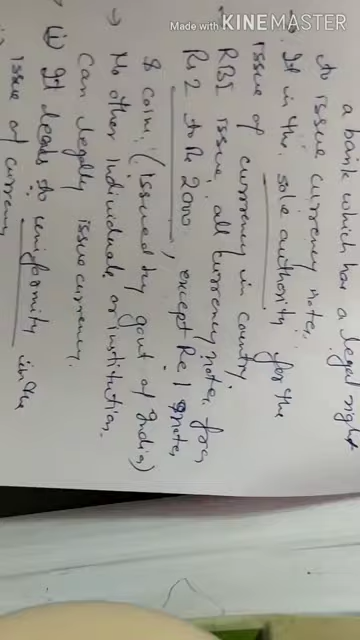 Made with KINEMASTER
a bank which has a legal right
to issue currency note.
→ It is the sole authority for the
issue of currency in country
RBI issue all currency note, from
Rs 2 to Rs 2000, except Re 1 note,
& coin. (issued by govt of India)
→ No other individuals or institution
can legally issue currency.
(i) It leads to uniformity in the
issue of currency